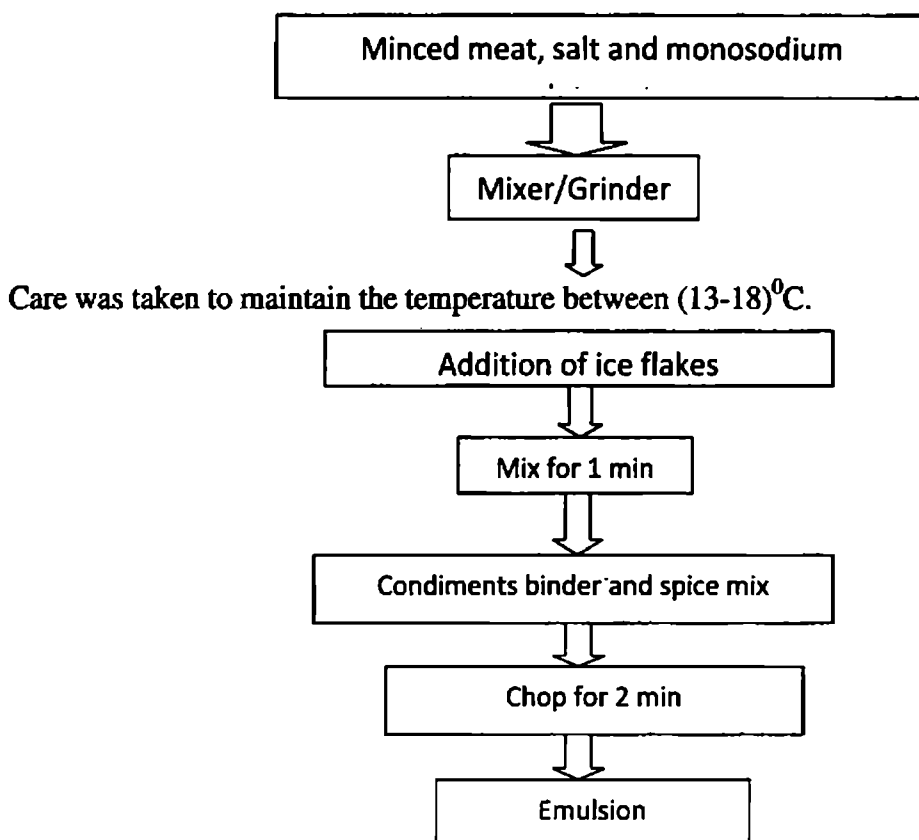 Minced meat, salt and monosodium
Mixer/Grinder
Care was taken to maintain the temperature between (13-18)⁰C.
Addition of ice flakes
Mix for 1 min
Condiments binder and spice mix
Chop for 2 min
Emulsion